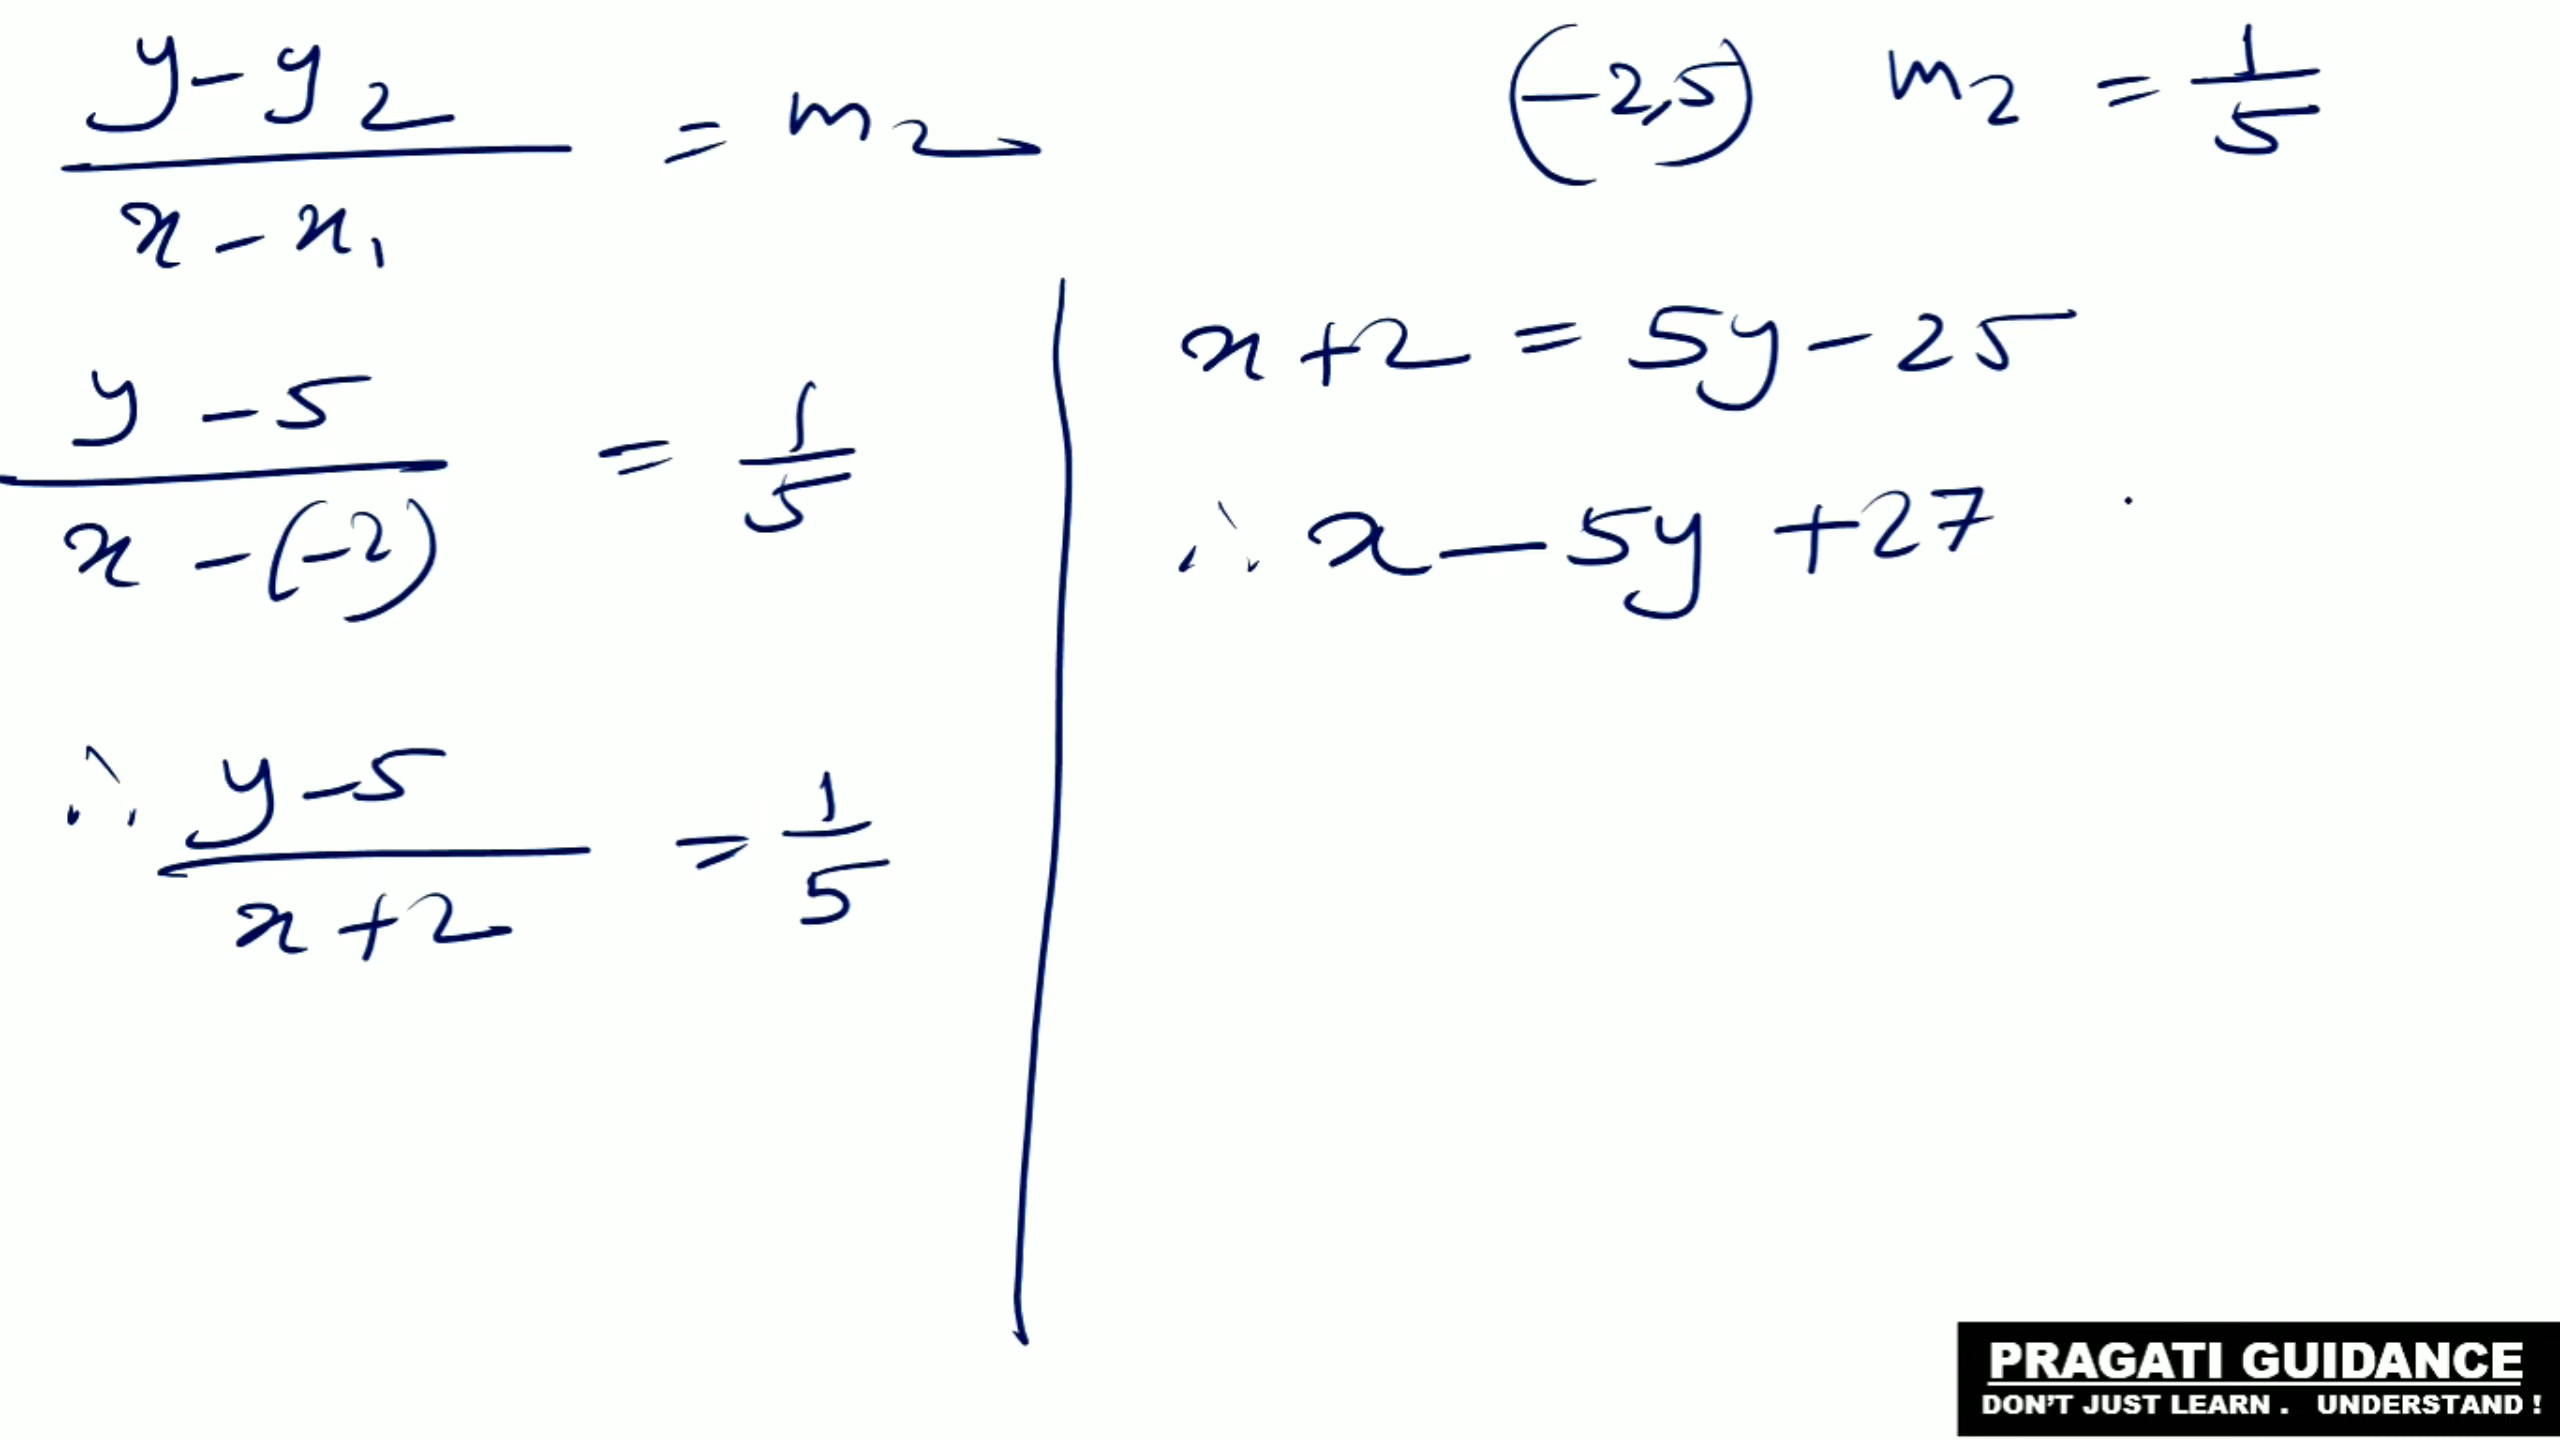 y - y2 / x - x1 = m2
(-2,5) m2 = 1/5
y - 5 / x - (-2) = 1/5
∴ y - 5 / x + 2 = 1/5
x + 2 = 5y - 25
∴ x - 5y + 27
PRAGATI GUIDANCE
DON'T JUST LEARN . UNDERSTAND !